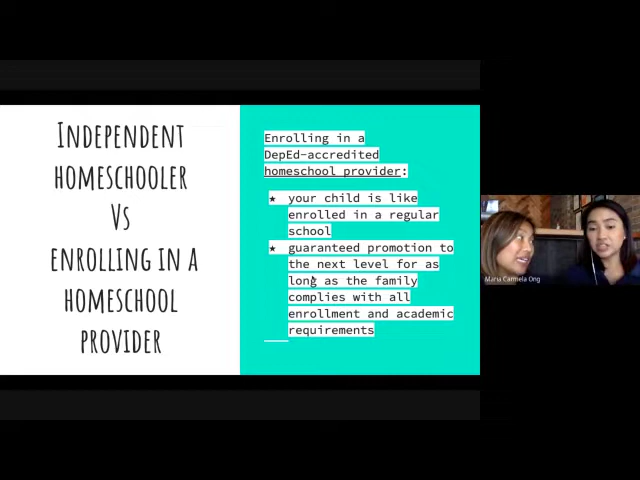 INDEPENDENT
HOMESCHOOLER
Vs
ENROLLING IN A
HOMESCHOOL
PROVIDER
Enrolling in a
DepEd-accredited
homeschool provider:
★ your child is like
enrolled in a regular
school
★ guaranteed promotion to
the next level for as
long as the family
complies with all
enrollment and academic
requirements
Maria Carmela Ong